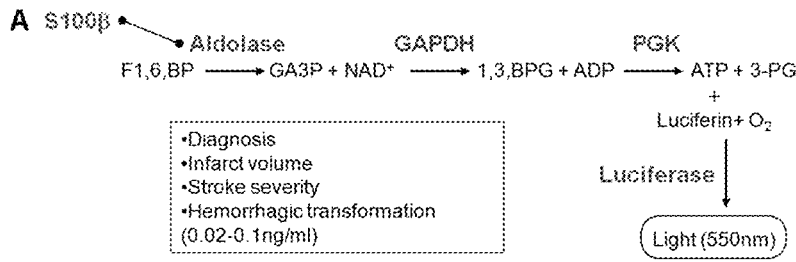 A S100β
Aldolase GAPDH PGK
F1,6,BP GA3P + NAD⁺ 1,3,BPG + ADP ATP + 3-PG
+
Luciferin+ O₂
Luciferase
Light (550nm)
•Diagnosis
•Infarct volume
•Stroke severity
•Hemorrhagic transformation
(0.02-0.1ng/ml)